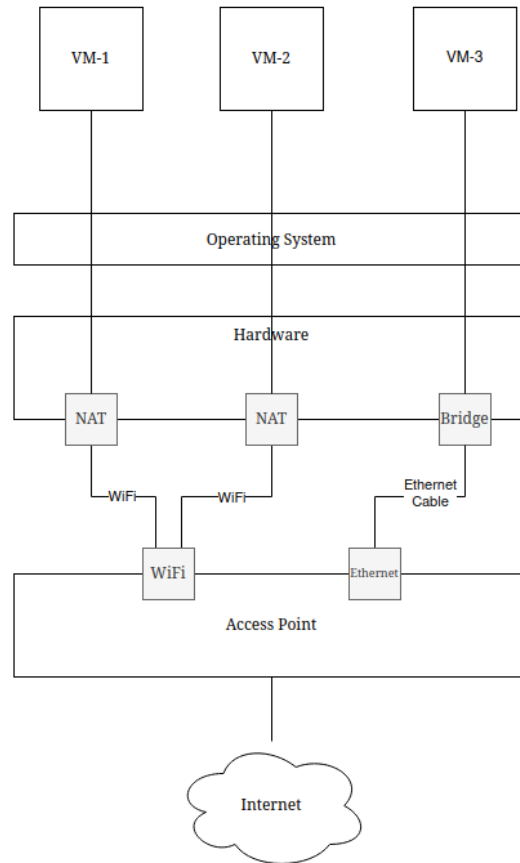 VM-1
VM-2
VM-3
Operating System
Hardware
NAT
NAT
Bridge
WiFi
WiFi
Ethernet
Cable
WiFi
Ethernet
Access Point
Internet